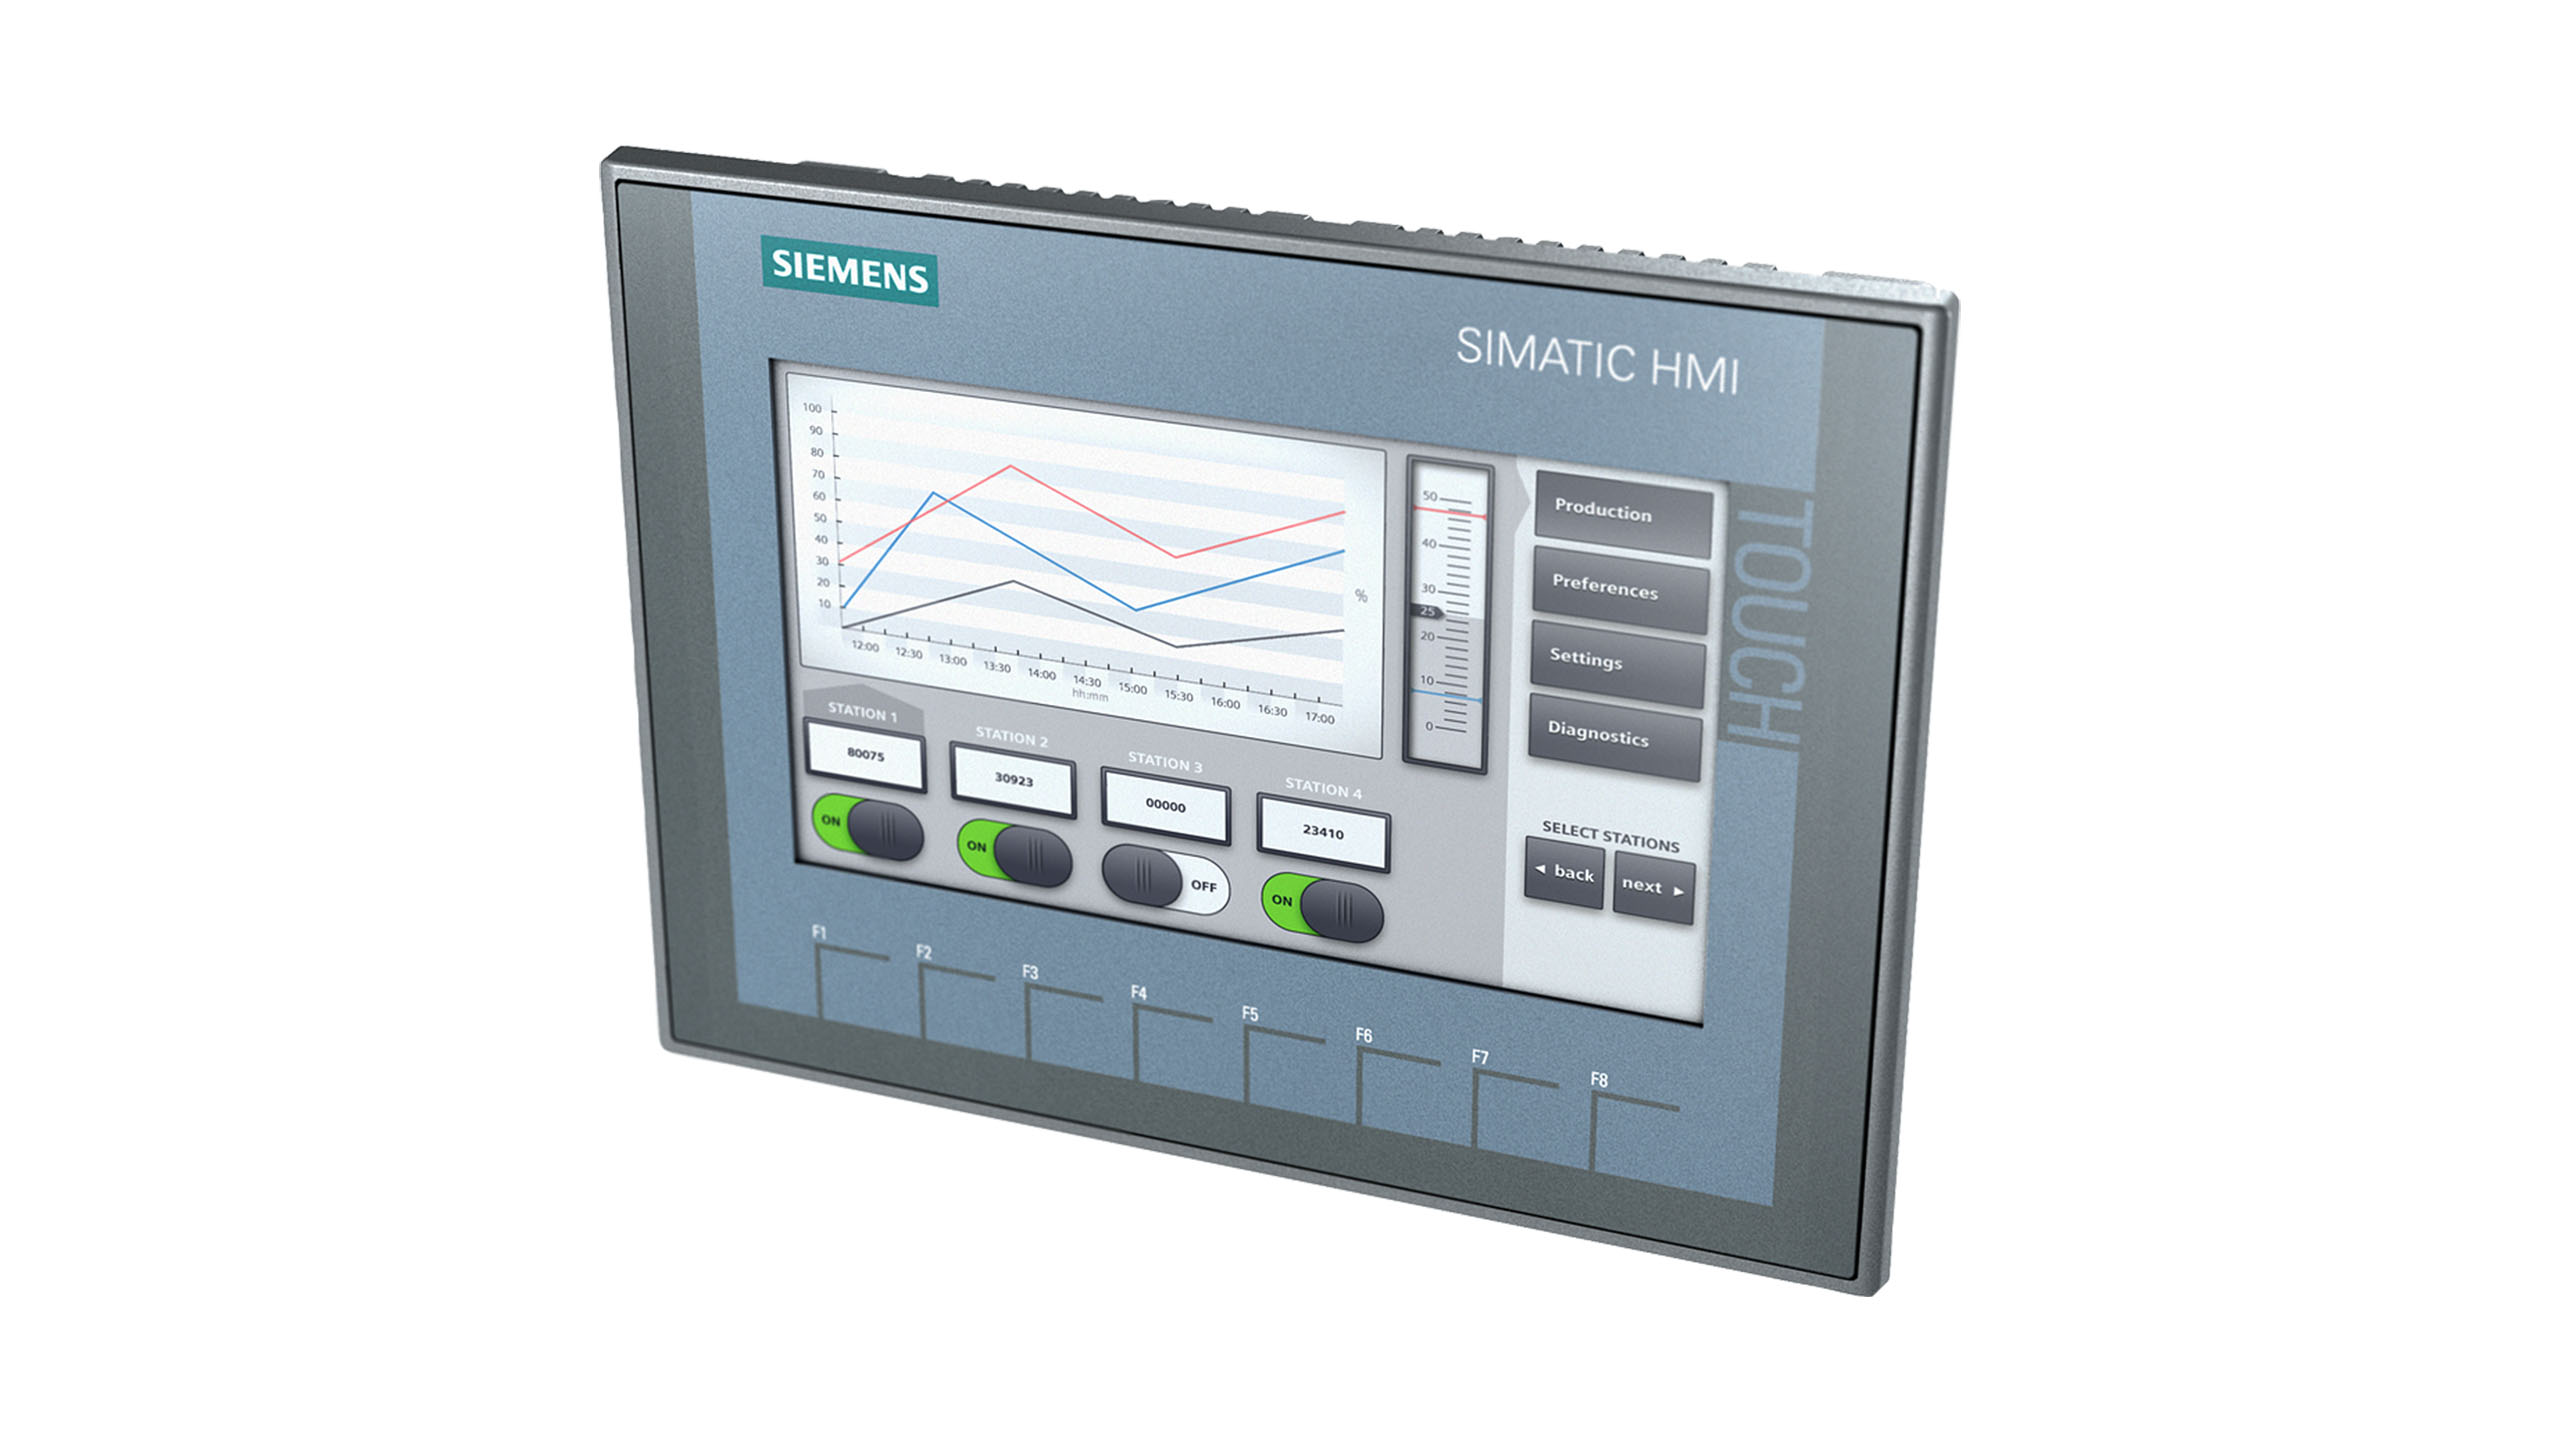 SIEMENS
SIMATIC HMI
TOUCH
100
90
80
70
60
50
40
30
20
10
%
12:00 12:30 13:00 13:30 14:00 14:30 15:00 15:30 16:00 16:30 17:00
hh:mm
50
40
30
25
20
10
0
Production
Preferences
Settings
Diagnostics
STATION 1 STATION 2 STATION 3 STATION 4
80075 30923 00000 23410
ON ON OFF ON
SELECT STATIONS
◄ back next ►
F1 F2 F3 F4 F5 F6 F7 F8